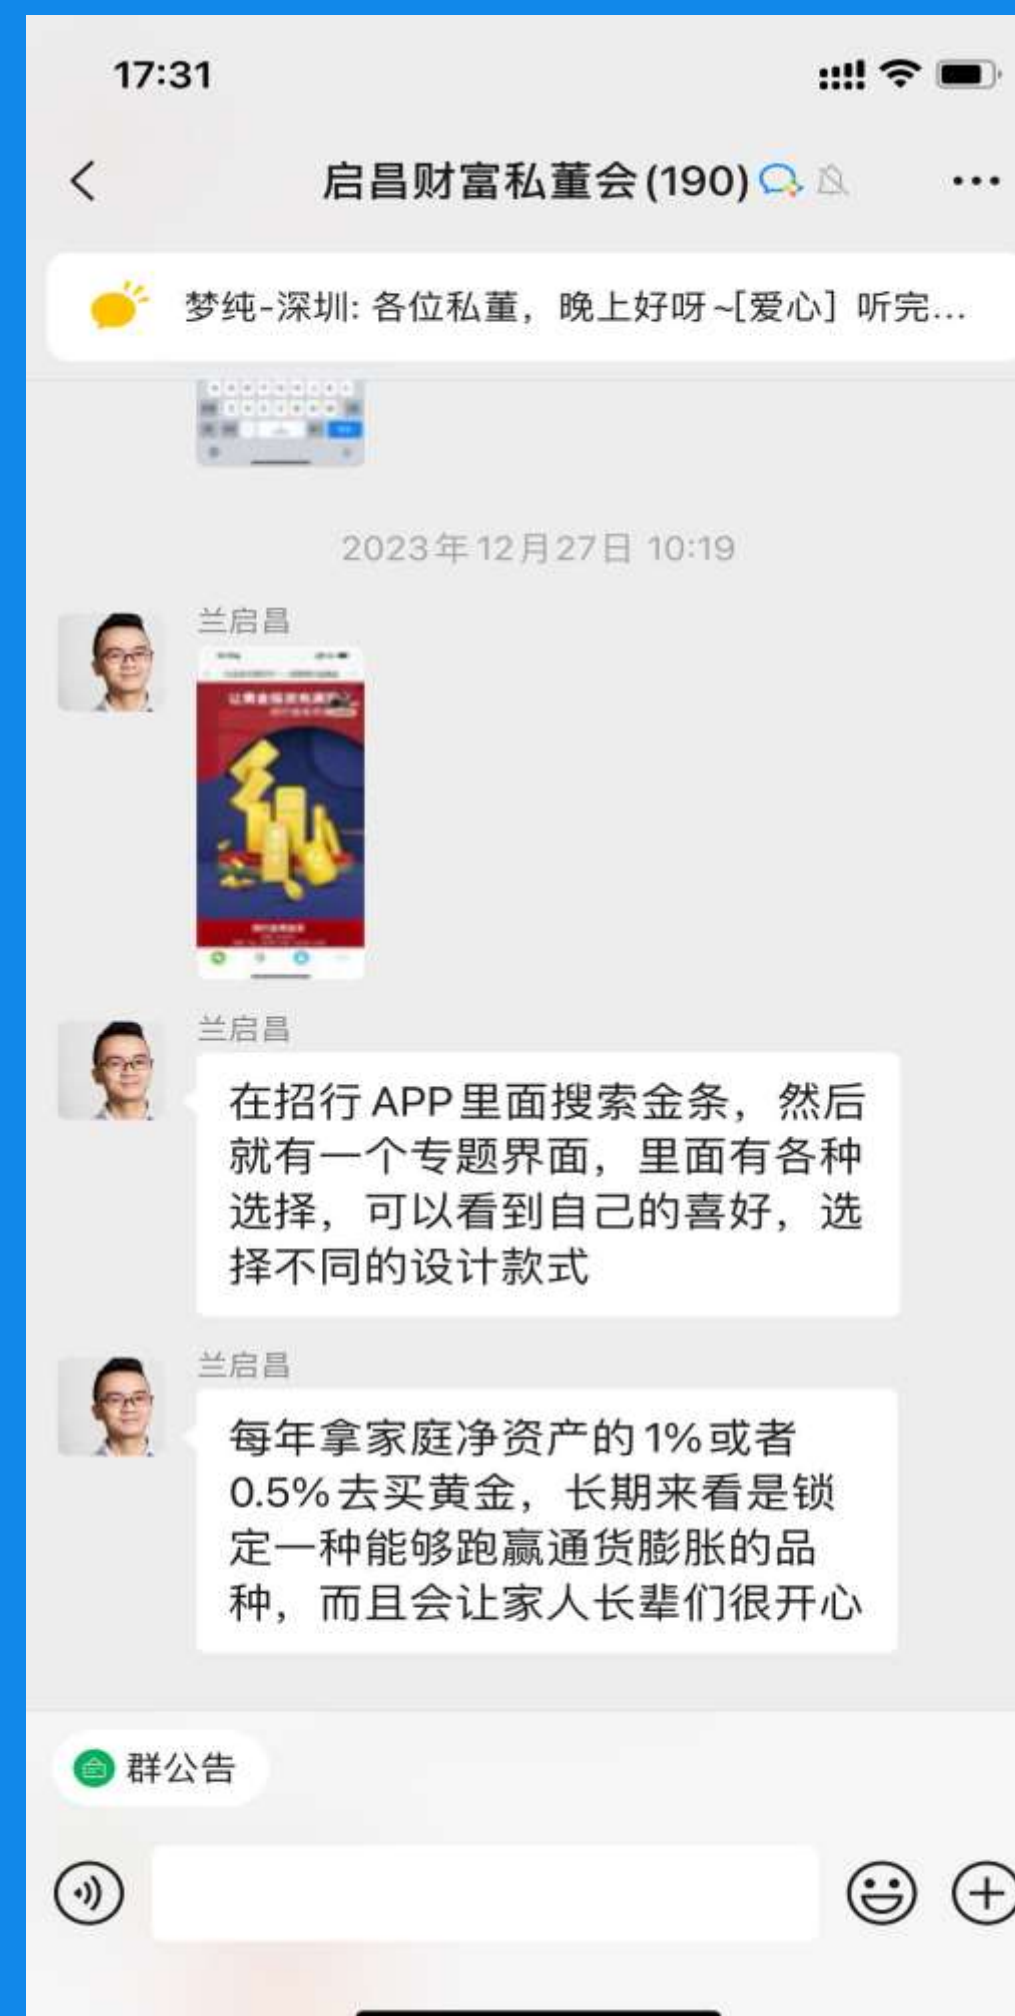 17:31
启昌财富私董会(190)
梦纯-深圳: 各位私董，晚上好呀~[爱心] 听完...
2023年12月27日 10:19
兰启昌
兰启昌
在招行APP里面搜索金条，然后
就有一个专题界面，里面有各种
选择，可以看到自己的喜好，选
择不同的设计款式
兰启昌
每年拿家庭净资产的1%或者
0.5%去买黄金，长期来看是锁
定一种能够跑赢通货膨胀的品
种，而且会让家人长辈们很开心
群公告